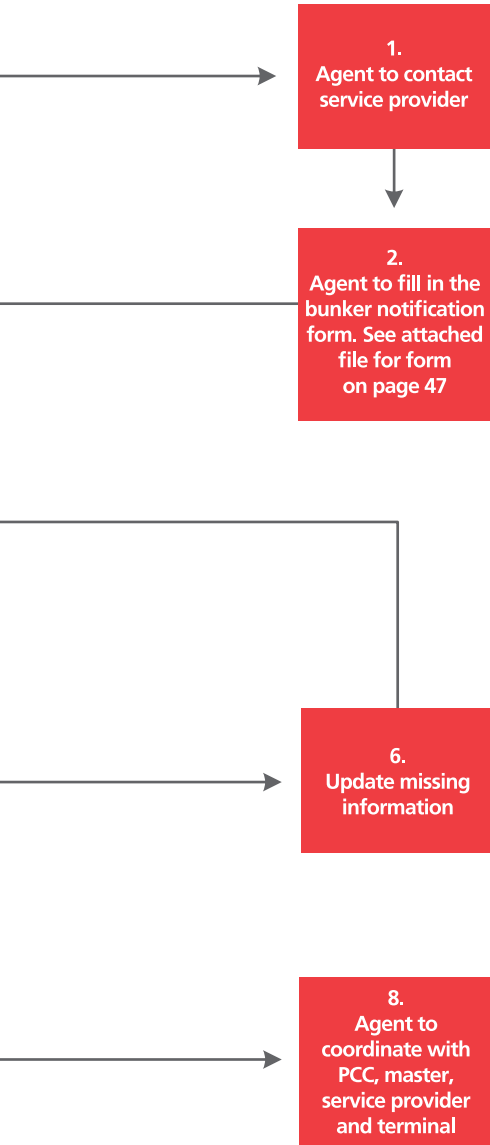 1.
Agent to contact
service provider
2.
Agent to fill in the
bunker notification
form. See attached
file for form
on page 47
6.
Update missing
information
8.
Agent to
coordinate with
PCC, master,
service provider
and terminal